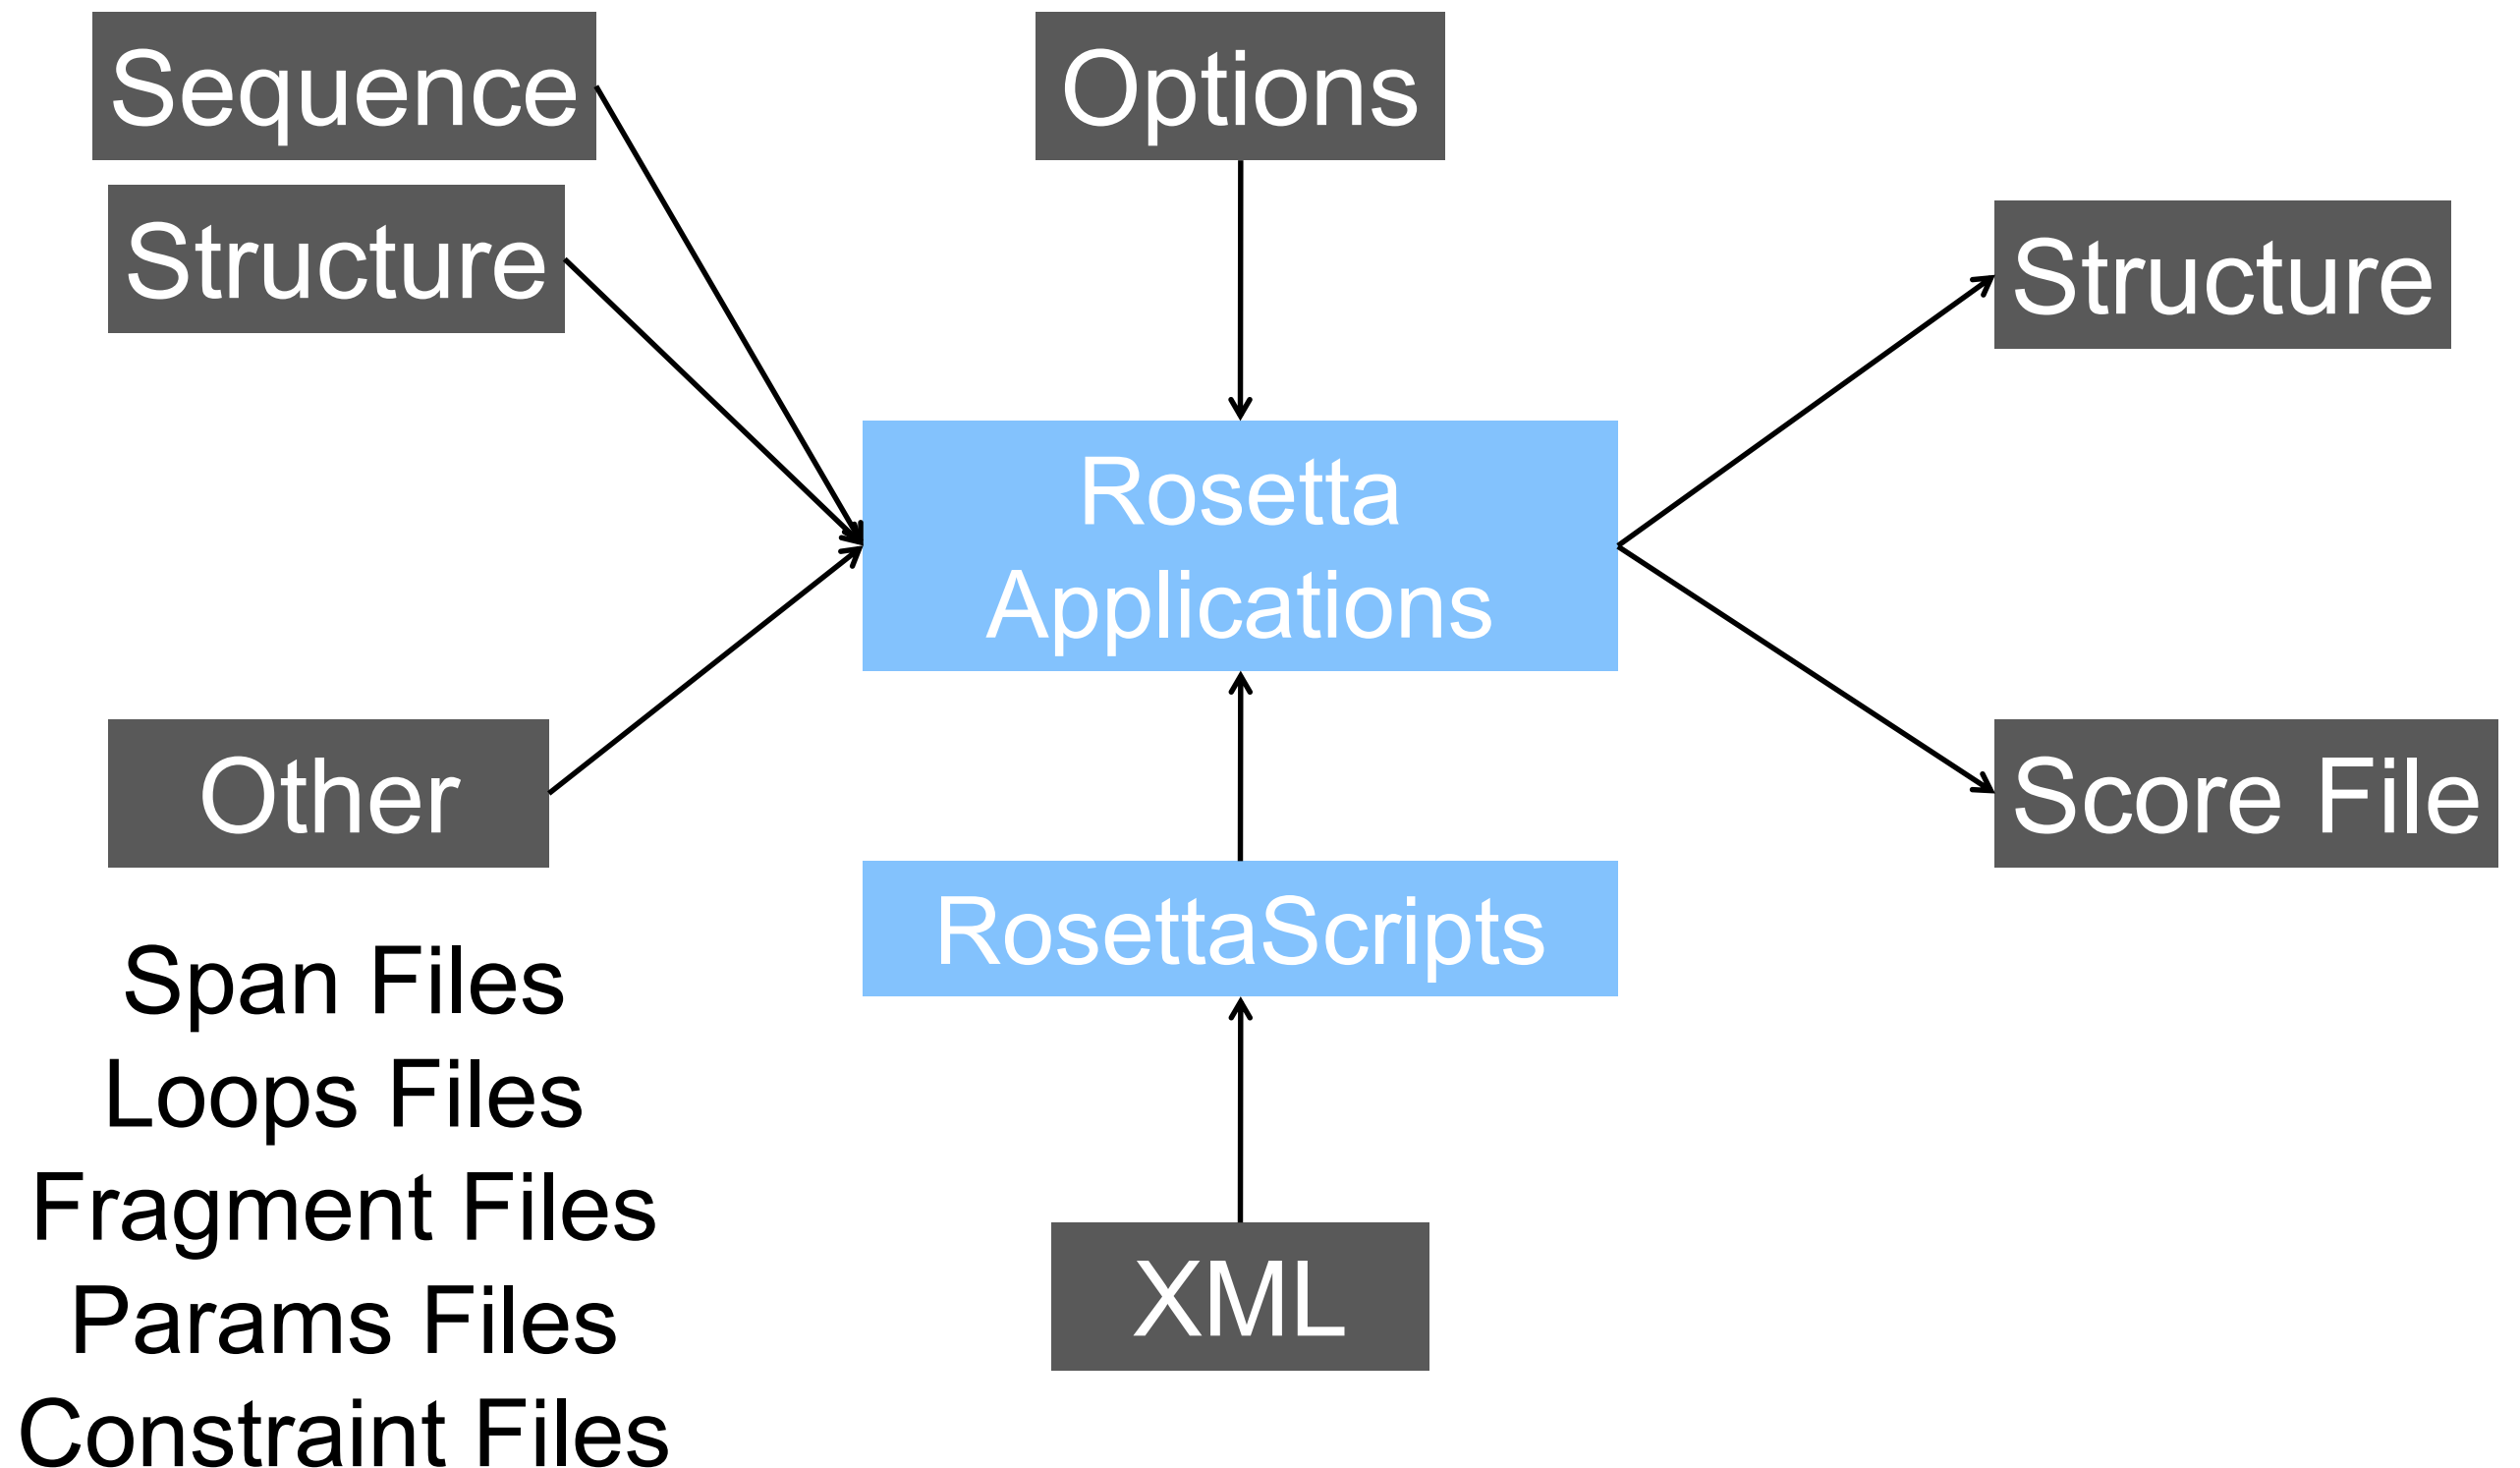 Sequence
Options
Structure
Structure
Rosetta
Applications
Other
Score File
RosettaScripts
Span Files
Loops Files
Fragment Files
Params Files
XML
Constraint Files